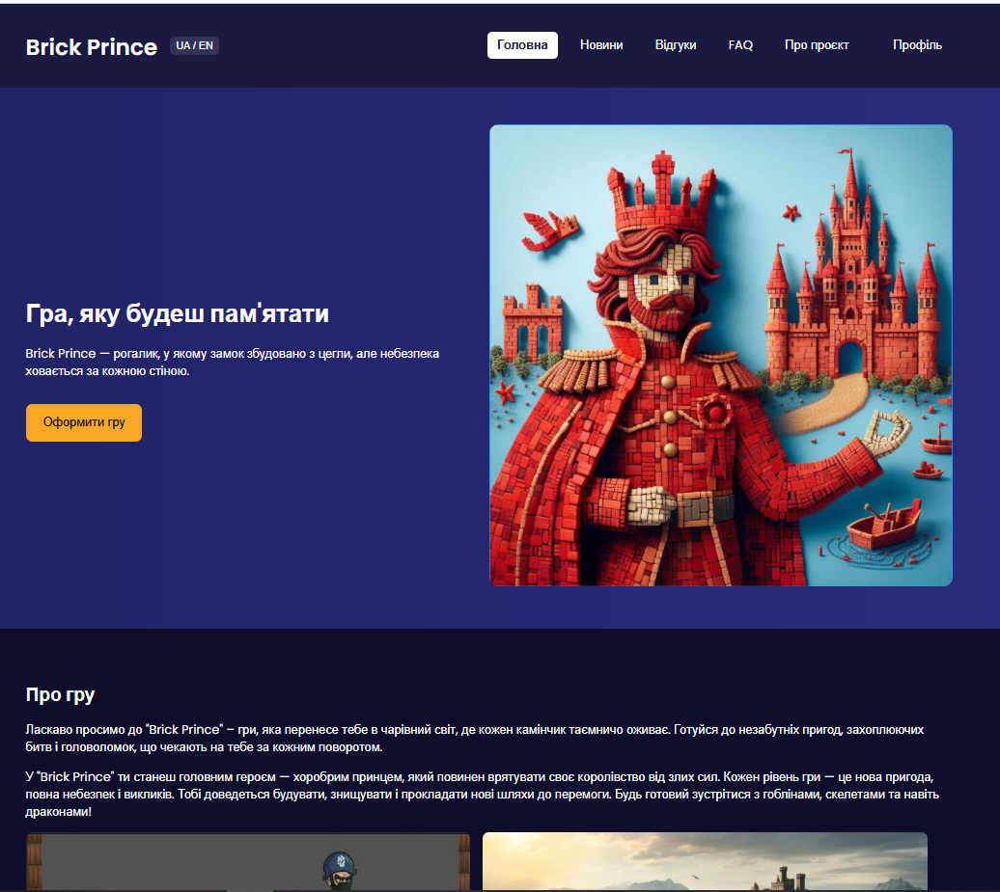 Brick Prince UA / EN Головна Новини Відгуки FAQ Про проєкт Профіль
Гра, яку будеш пам'ятати
Brick Prince — рогалик, у якому замок збудовано з цегли, але небезпека
ховається за кожною стіною.
Оформити гру
Про гру
Ласкаво просимо до "Brick Prince" – гри, яка перенесе тебе в чарівний світ, де кожен камінчик таємничо оживає. Готуйся до незабутніх пригод, захоплюючих
битв і головоломок, що чекають на тебе за кожним поворотом.
У "Brick Prince" ти станеш головним героєм — хоробрим принцем, який повинен врятувати своє королівство від злих сил. Кожен рівень гри — це нова пригода,
повна небезпек і викликів. Тобі доведеться будувати, знищувати і прокладати нові шляхи до перемоги. Будь готовий зустрітися з гоблінами, скелетами та навіть
драконами!